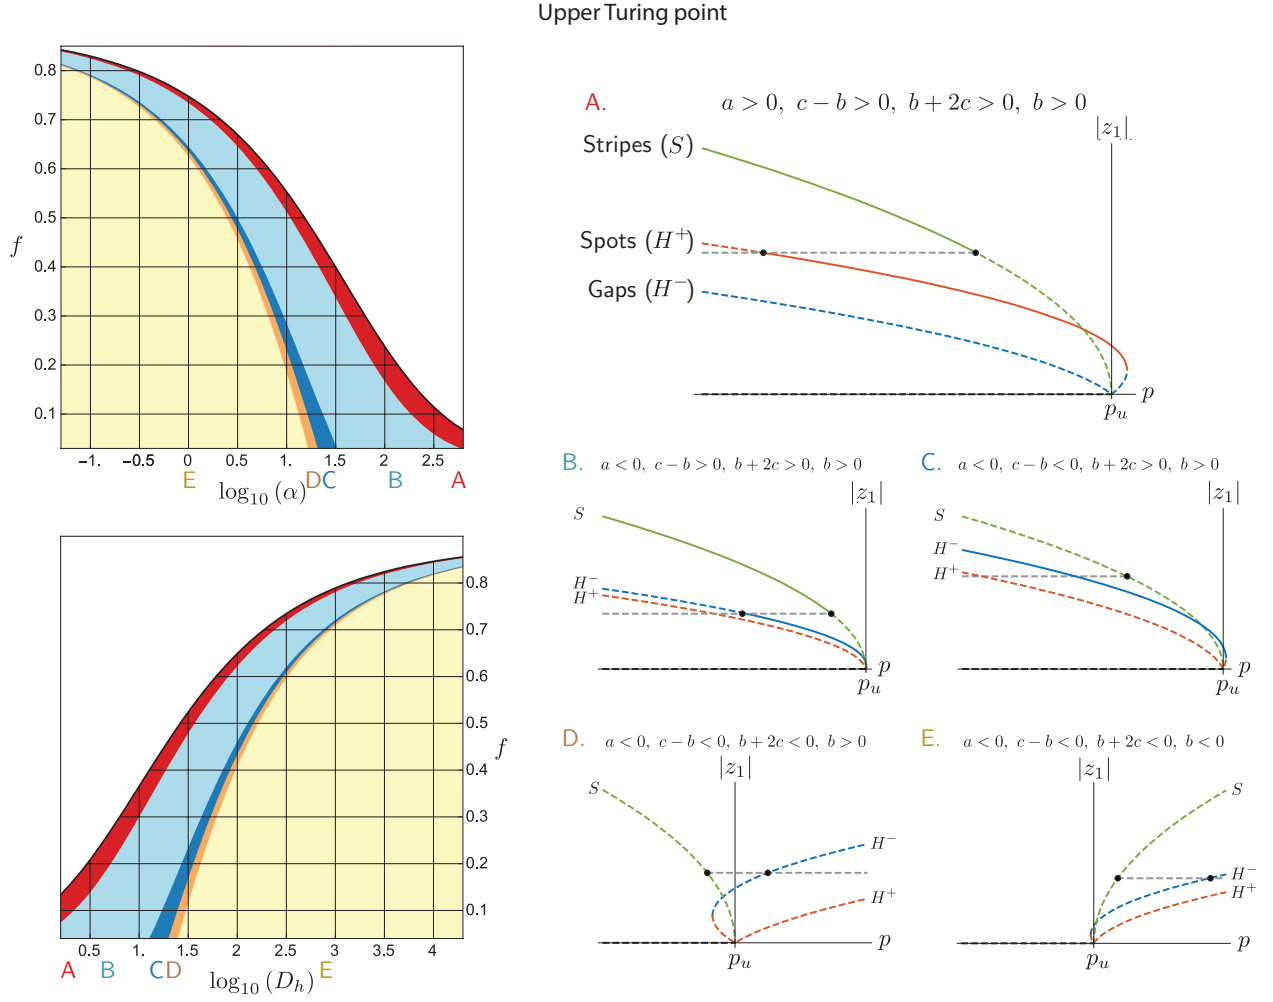 Upper Turing point
0.8
0.7
0.6
0.5
0.4
0.3
0.2
0.1
f
-1. -0.5 0 0.5 1. 1.5 2. 2.5
E D C B A
log₁₀ (α)
0.8
0.7
0.6
0.5
0.4
0.3
0.2
0.1
f
0.5 1. 1.5 2 2.5 3 3.5 4
A B C D E
log₁₀ (Dₕ)
A. a > 0, c − b > 0, b + 2c > 0, b > 0
|z₁|
Stripes (S)
Spots (H⁺)
Gaps (H⁻)
p
pᵤ
B. a < 0, c − b > 0, b + 2c > 0, b > 0
|z₁|
S
H⁻
H⁺
p
pᵤ
C. a < 0, c − b < 0, b + 2c > 0, b > 0
|z₁|
S
H⁻
H⁺
p
pᵤ
D. a < 0, c − b < 0, b + 2c < 0, b > 0
|z₁|
S
H⁻
H⁺
p
pᵤ
E. a < 0, c − b < 0, b + 2c < 0, b < 0
|z₁|
S
H⁻
H⁺
p
pᵤ